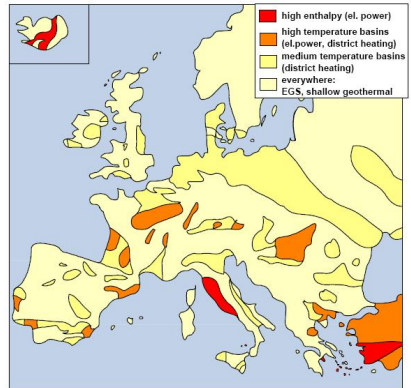 high enthalpy (el. power)
high temperature basins
(el.power, district heating)
medium temperature basins
(district heating)
everywhere:
EGS, shallow geothermal